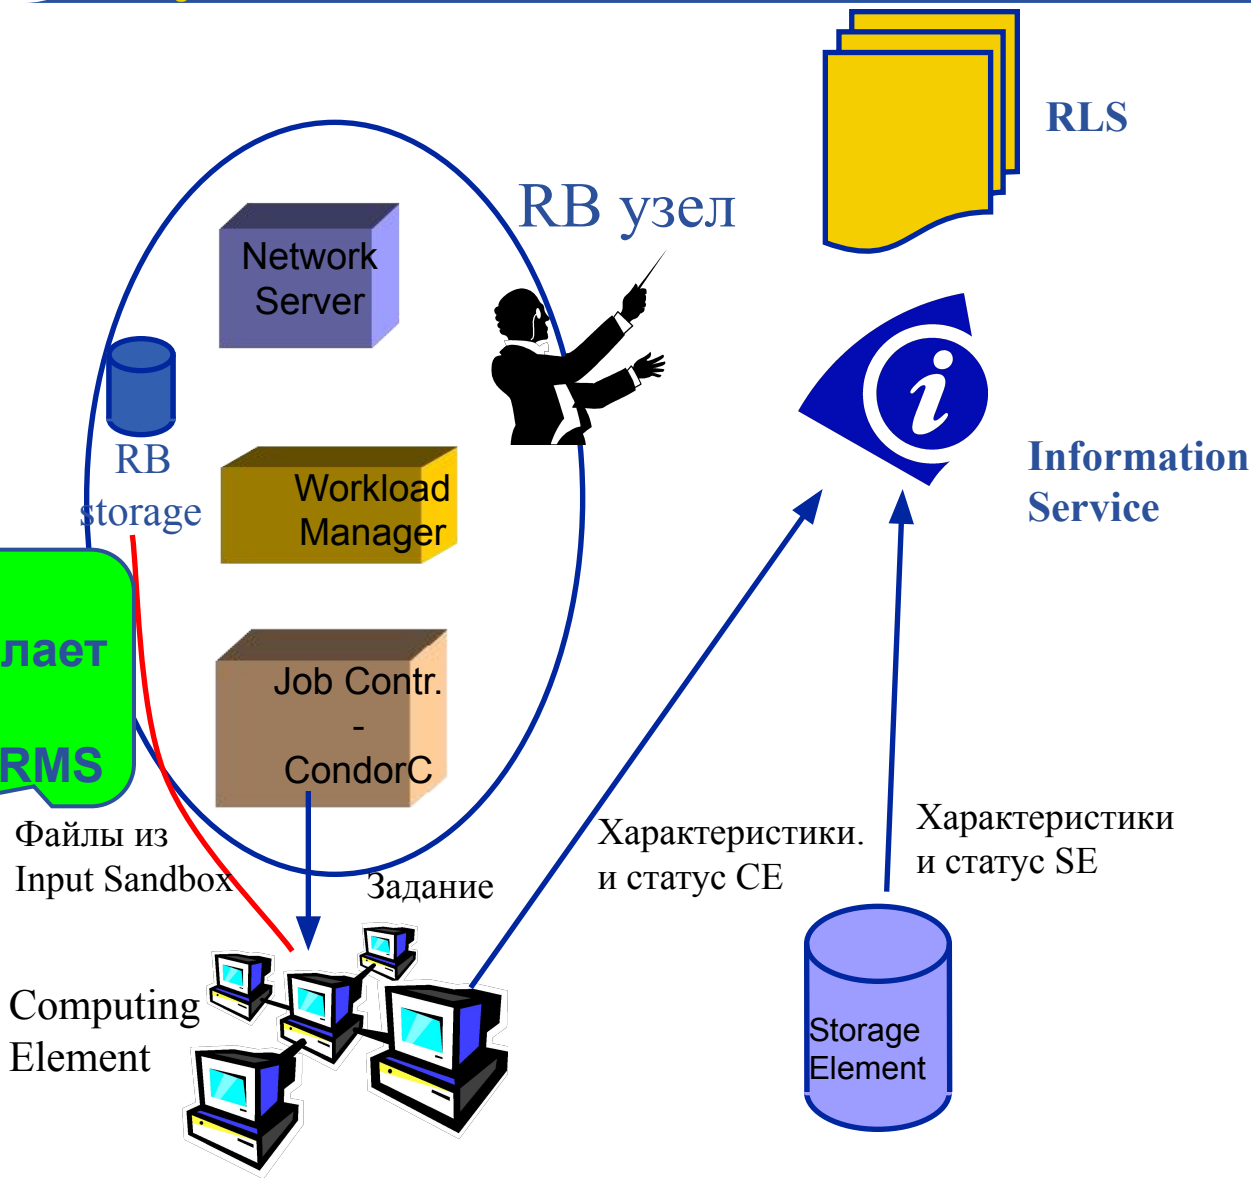 RLS
RB узел
Network
Server
RB
storage
Workload
Manager
Information
Service
лает
RMS
Job Contr.
-
CondorC
Файлы из
Input Sandbox
Задание
Характеристики.
и статус CE
Характеристики
и статус SE
Computing
Element
Storage
Element